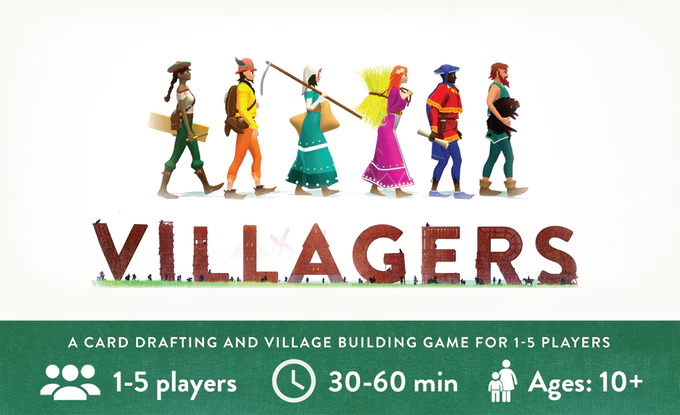 VILLAGERS
A CARD DRAFTING AND VILLAGE BUILDING GAME FOR 1-5 PLAYERS
1-5 players 30-60 min Ages: 10+